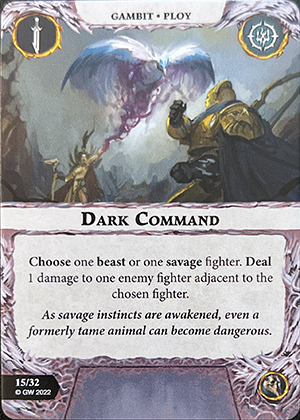 GAMBIT • PLOY
DARK COMMAND
Choose one beast or one savage fighter. Deal
1 damage to one enemy fighter adjacent to the
chosen fighter.
As savage instincts are awakened, even a
formerly tame animal can become dangerous.
15/32
© GW 2022